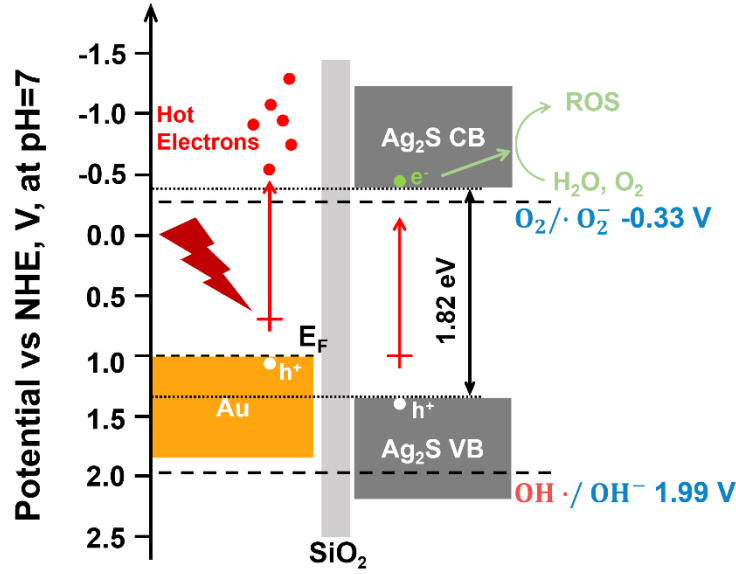 Potential vs NHE, V, at pH=7
-1.5
-1.0
-0.5
0.0
0.5
1.0
1.5
2.0
2.5
Hot
Electrons
E_F
h⁺
Au
SiO₂
Ag₂S CB
e⁻
ROS
H₂O, O₂
O₂/· O₂⁻ -0.33 V
1.82 eV
h⁺
Ag₂S VB
OH ·/ OH⁻ 1.99 V